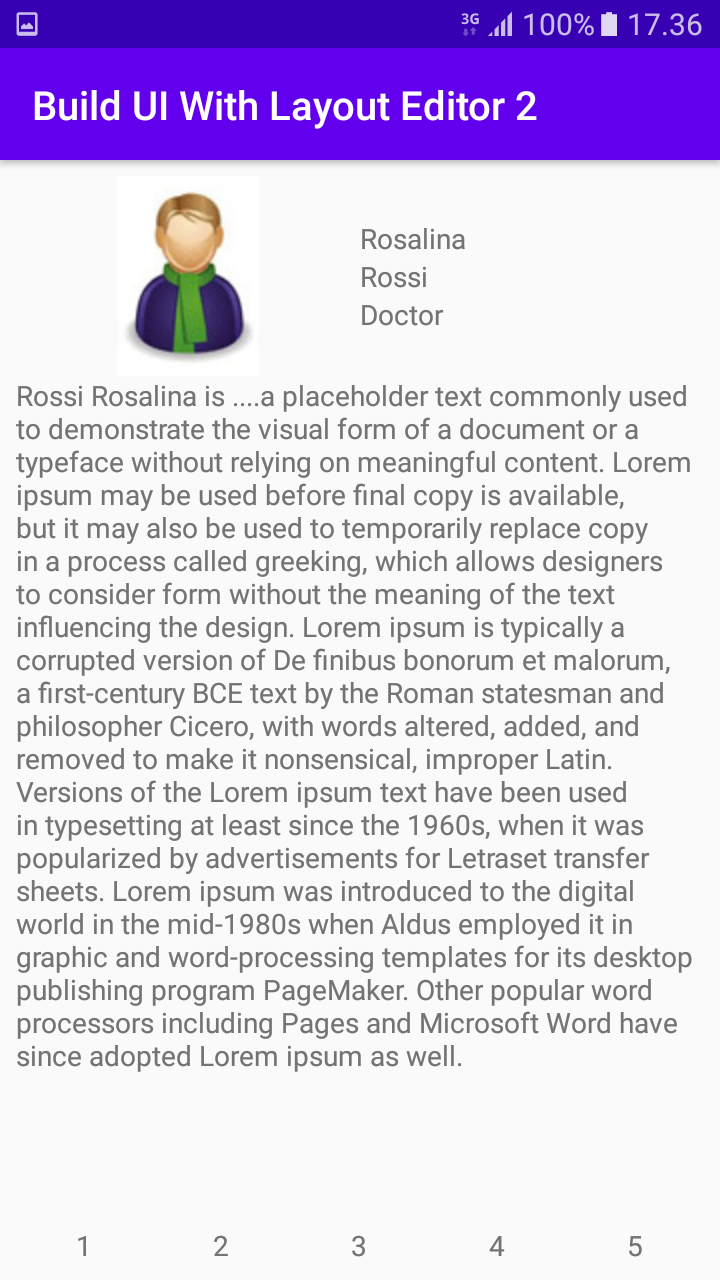 3G 100% 17.36
Build UI With Layout Editor 2
Rosalina
Rossi
Doctor
Rossi Rosalina is ....a placeholder text commonly used
to demonstrate the visual form of a document or a
typeface without relying on meaningful content. Lorem
ipsum may be used before final copy is available,
but it may also be used to temporarily replace copy
in a process called greeking, which allows designers
to consider form without the meaning of the text
influencing the design. Lorem ipsum is typically a
corrupted version of De finibus bonorum et malorum,
a first-century BCE text by the Roman statesman and
philosopher Cicero, with words altered, added, and
removed to make it nonsensical, improper Latin.
Versions of the Lorem ipsum text have been used
in typesetting at least since the 1960s, when it was
popularized by advertisements for Letraset transfer
sheets. Lorem ipsum was introduced to the digital
world in the mid-1980s when Aldus employed it in
graphic and word-processing templates for its desktop
publishing program PageMaker. Other popular word
processors including Pages and Microsoft Word have
since adopted Lorem ipsum as well.
1 2 3 4 5